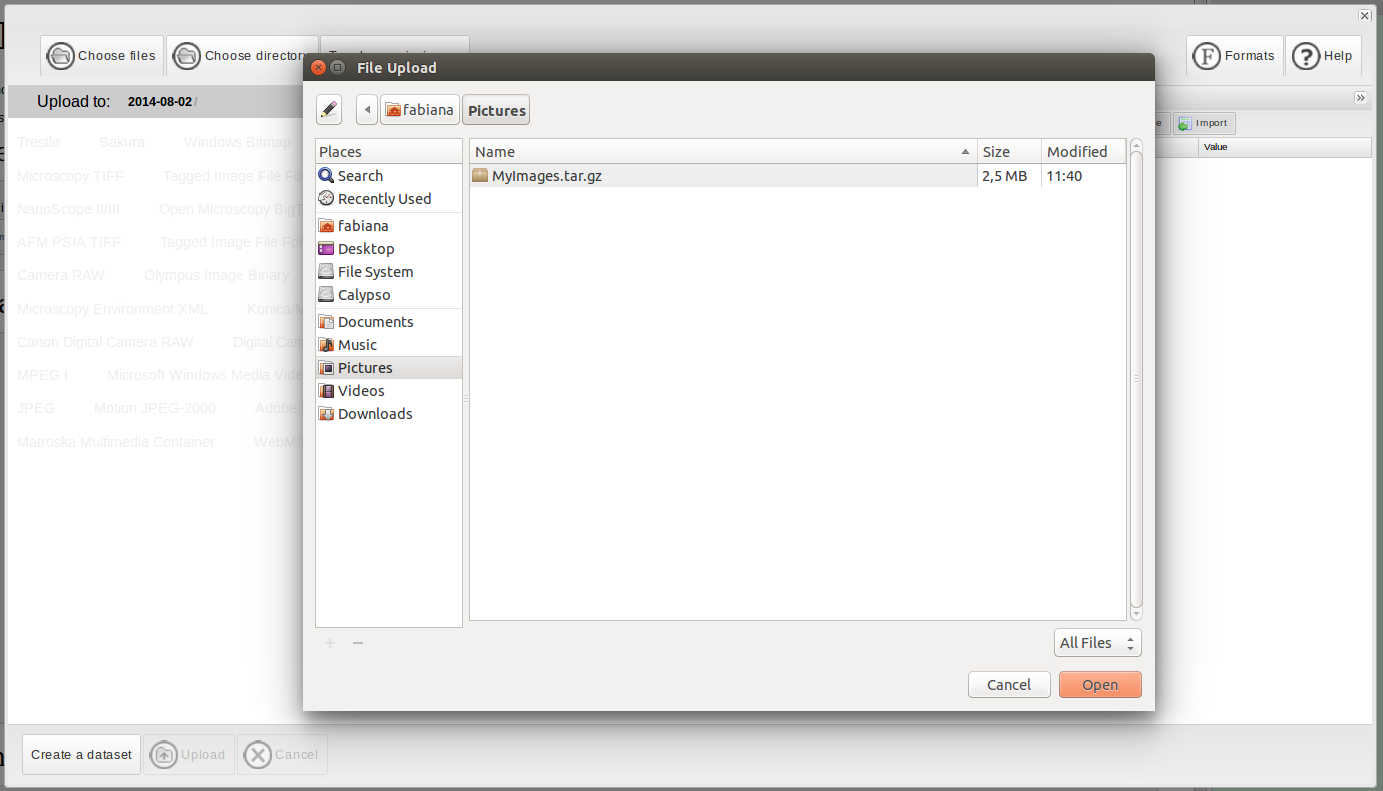 Choose files
Choose directory
Formats
Help
Upload to: 2014-08-02/
Import
Value
Trestle Sakura Windows Bitmap
Microscopy TIFF Tagged Image File Fo
NanoScope II/III Open Microscopy BigT
AFM PSIA TIFF Tagged Image File Fo
Camera RAW Olympus Image Binary
Microscopy Environment XML Konica/M
Canon Digital Camera RAW Digital Cam
MPEG I Microsoft Windows Media Vide
JPEG Motion JPEG-2000 Adobe
Matroska Multimedia Container WebM
File Upload
fabiana
Pictures
Places
Search
Recently Used
fabiana
Desktop
File System
Calypso
Documents
Music
Pictures
Videos
Downloads
Name Size Modified
MyImages.tar.gz 2,5 MB 11:40
All Files
Cancel
Open
Create a dataset
Upload
Cancel